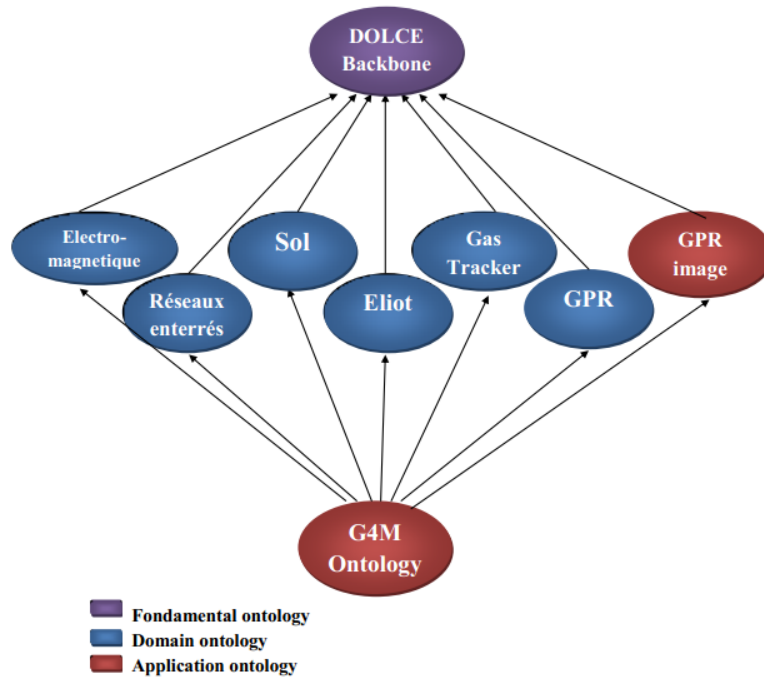 DOLCE
Backbone
Electro-
magnetique
Sol
Gas
Tracker
GPR
image
Réseaux
enterrés
Eliot
GPR
G4M
Ontology
Fondamental ontology
Domain ontology
Application ontology